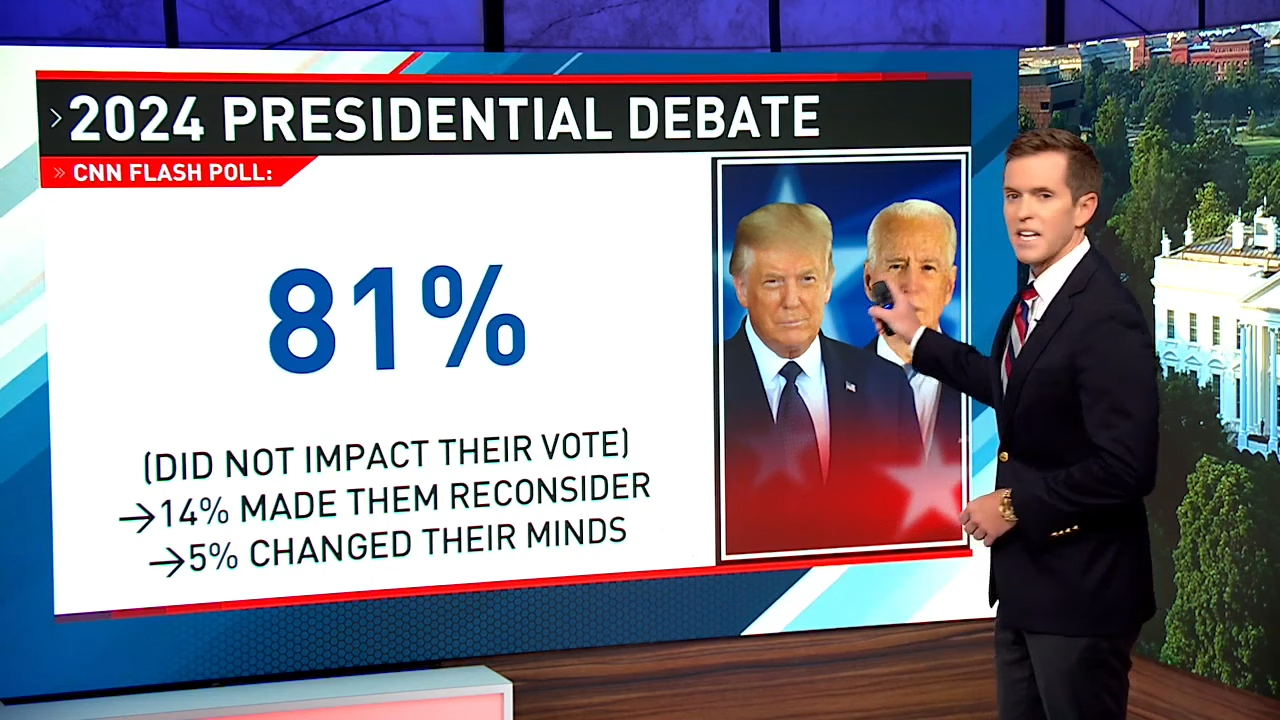 2024 PRESIDENTIAL DEBATE
CNN FLASH POLL:
81%
(DID NOT IMPACT THEIR VOTE)
→14% MADE THEM RECONSIDER
→5% CHANGED THEIR MINDS